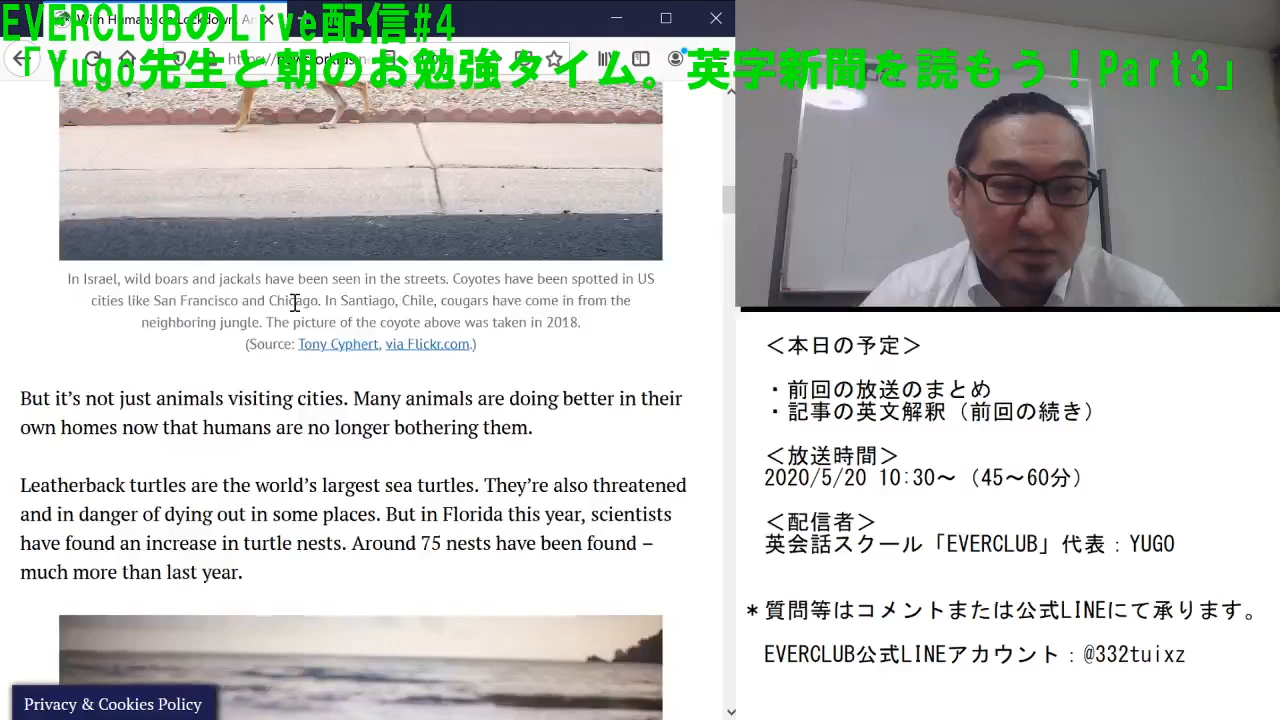 EVERCLUBのLive配信#4
「Yugo先生と朝のお勉強タイム。英字新聞を読もう！Part3」
In Israel, wild boars and jackals have been seen in the streets. Coyotes have been spotted in US
cities like San Francisco and Chicago. In Santiago, Chile, cougars have come in from the
neighboring jungle. The picture of the coyote above was taken in 2018.
(Source: Tony Cyphert, via Flickr.com.)
But it's not just animals visiting cities. Many animals are doing better in their
own homes now that humans are no longer bothering them.
Leatherback turtles are the world's largest sea turtles. They're also threatened
and in danger of dying out in some places. But in Florida this year, scientists
have found an increase in turtle nests. Around 75 nests have been found –
much more than last year.
Privacy & Cookies Policy
＜本日の予定＞
・前回の放送のまとめ
・記事の英文解釈（前回の続き）
＜放送時間＞
2020/5/20 10:30～（45～60分）
＜配信者＞
英会話スクール「EVERCLUB」代表：YUGO
＊質問等はコメントまたは公式LINEにて承ります。
EVERCLUB公式LINEアカウント：@332tuixz